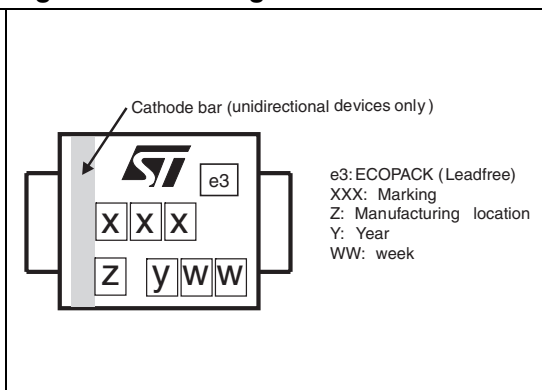 Cathode bar (unidirectional devices only)
ST
e3
x x x
z y w w
e3: ECOPACK (Leadfree)
XXX: Marking
Z: Manufacturing location
Y: Year
WW: week